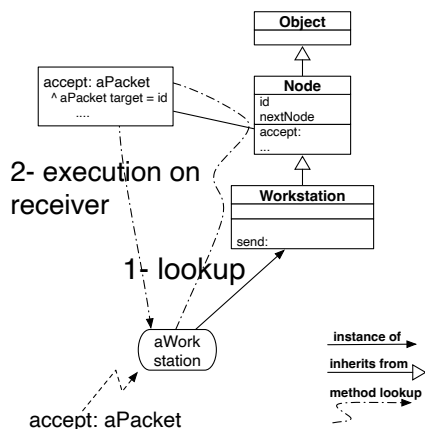 Object
Node
id
nextNode
accept:
...
accept: aPacket
^ aPacket target = id
....
2- execution on
receiver
Workstation
send:
1- lookup
aWork
station
accept: aPacket
instance of
inherits from
method lookup